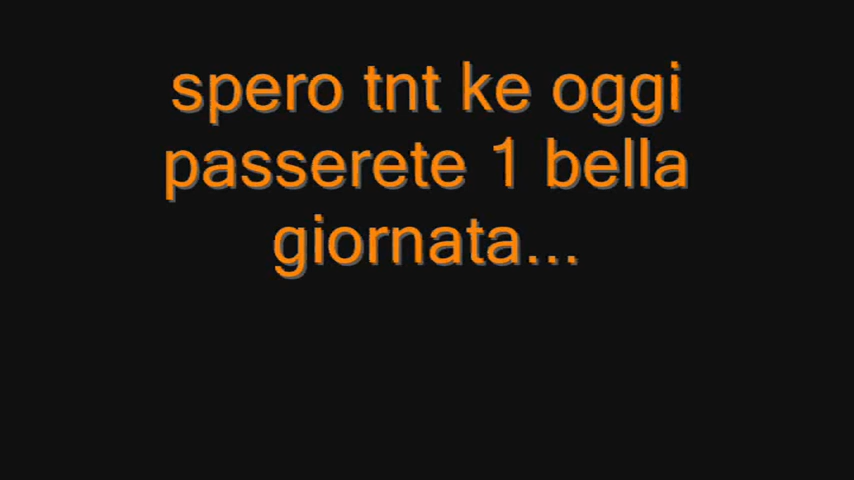 spero tnt ke oggi
passerete 1 bella
giornata...